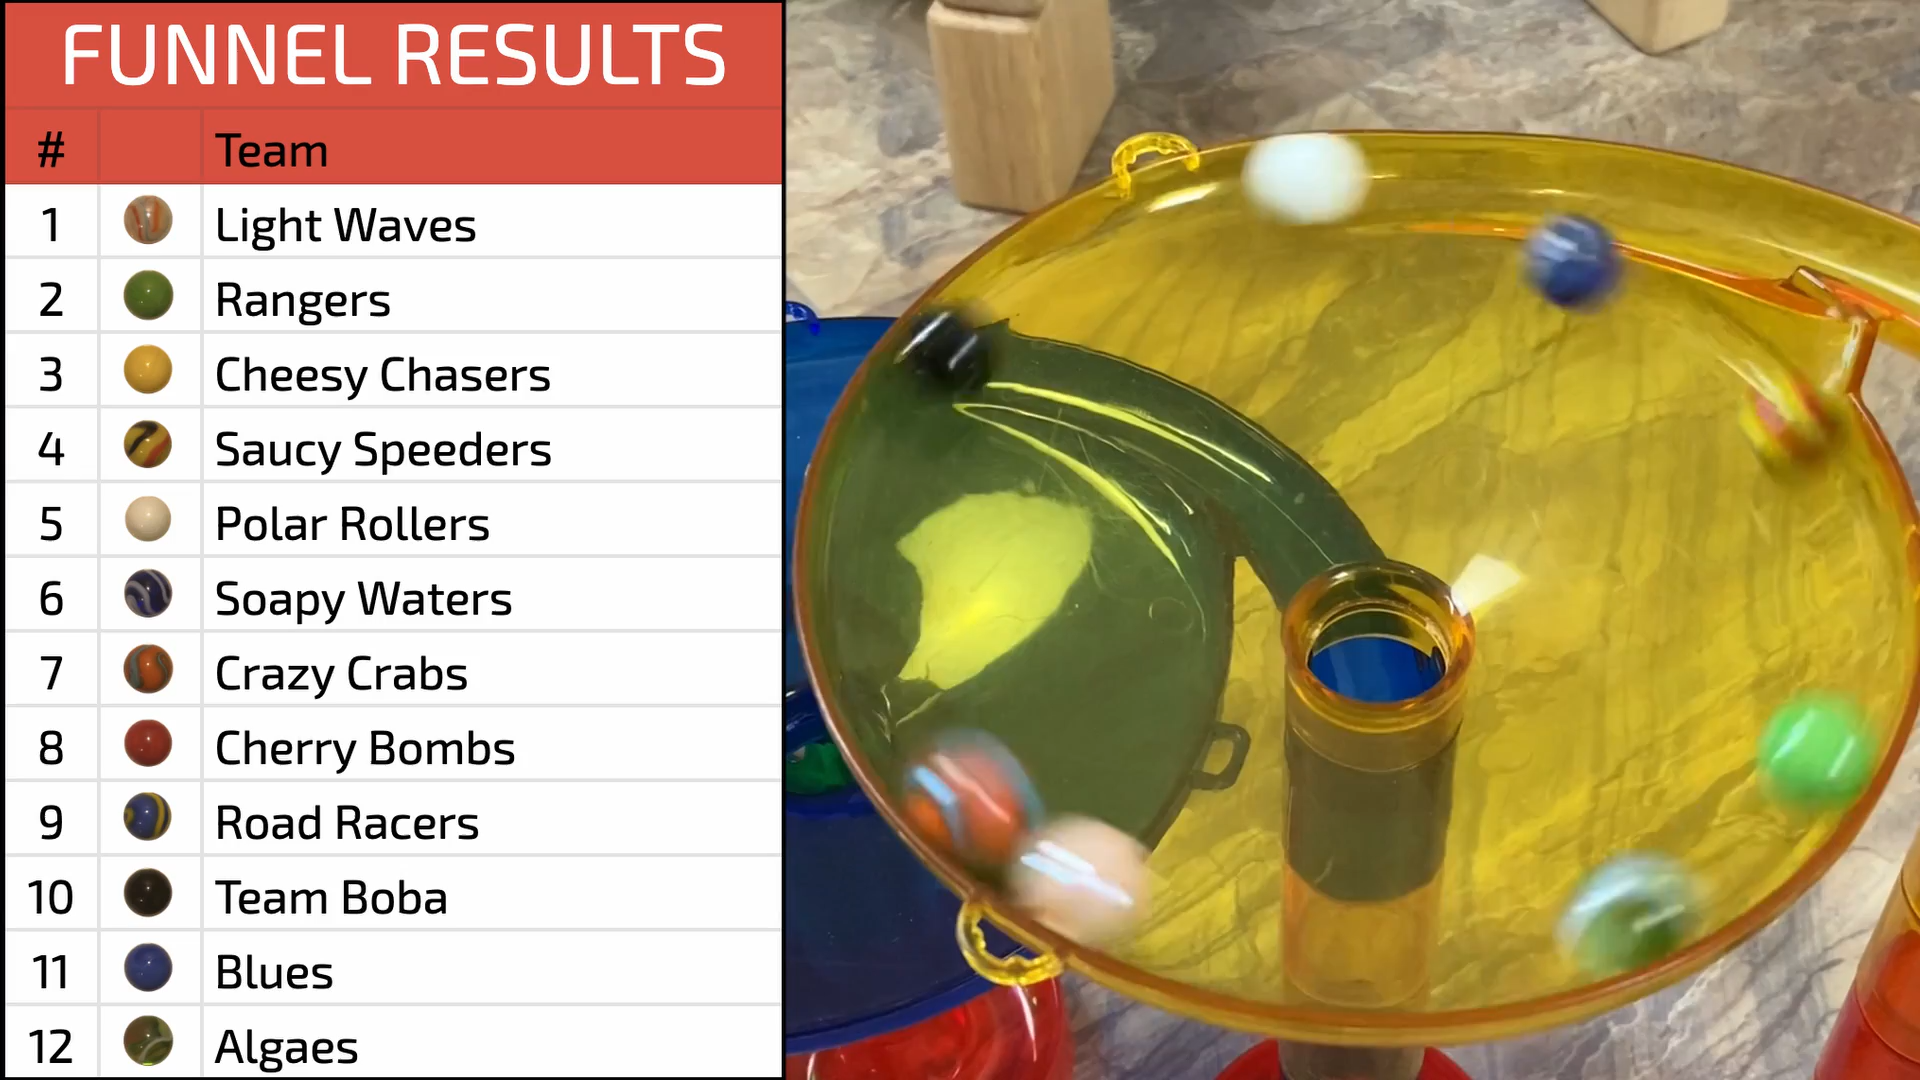 FUNNEL RESULTS
# Team
1 Light Waves
2 Rangers
3 Cheesy Chasers
4 Saucy Speeders
5 Polar Rollers
6 Soapy Waters
7 Crazy Crabs
8 Cherry Bombs
9 Road Racers
10 Team Boba
11 Blues
12 Algaes